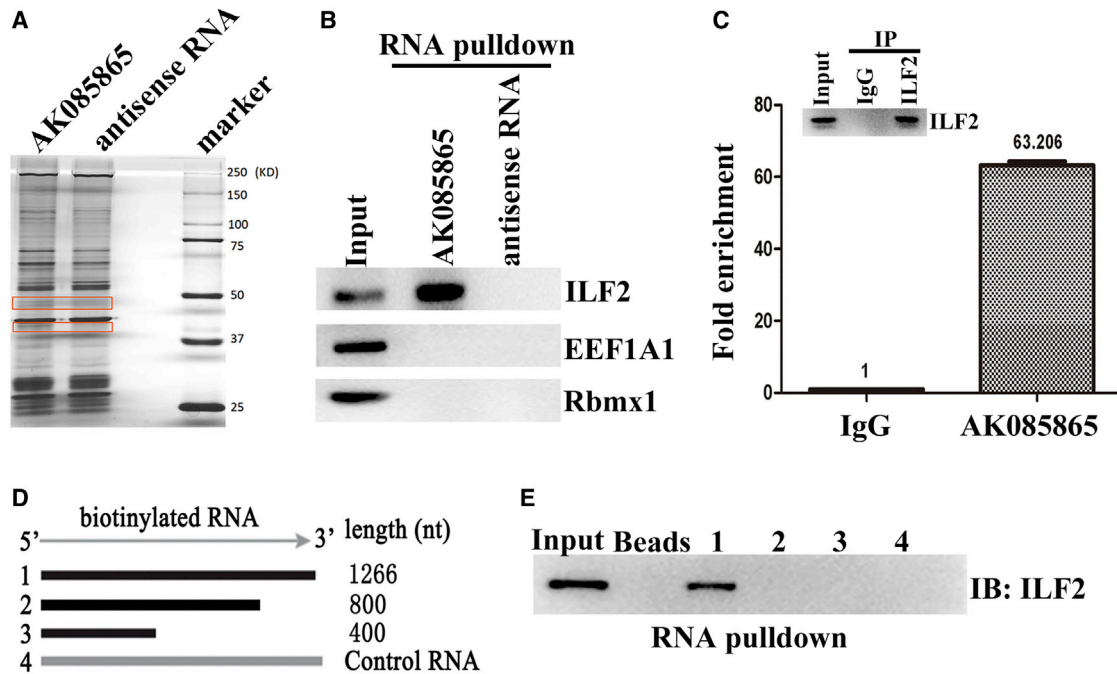 A
AK085865
antisense RNA
marker
250 (KD)
150
100
75
50
37
25
B
RNA pulldown
Input
AK085865
antisense RNA
ILF2
EEF1A1
Rbmx1
C
IP
Input
IgG
ILF2
ILF2
Fold enrichment
80
60
40
20
0
1
63.206
IgG
AK085865
D
biotinylated RNA
5’
3’
length (nt)
1
1266
2
800
3
400
4
Control RNA
E
Input Beads 1 2 3 4
IB: ILF2
RNA pulldown